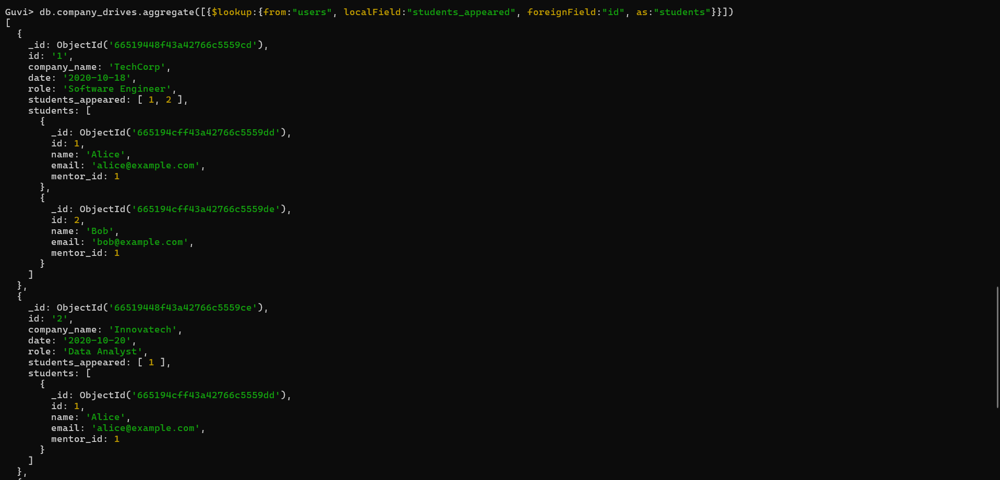 Guvi> db.company_drives.aggregate([{$lookup:{from:"users", localField:"students_appeared", foreignField:"id", as:"students"}}])
[
  {
    _id: ObjectId('66519448f43a42766c5559cd'),
    id: '1',
    company_name: 'TechCorp',
    date: '2020-10-18',
    role: 'Software Engineer',
    students_appeared: [ 1, 2 ],
    students: [
      {
        _id: ObjectId('665194cff43a42766c5559dd'),
        id: 1,
        name: 'Alice',
        email: 'alice@example.com',
        mentor_id: 1
      },
      {
        _id: ObjectId('665194cff43a42766c5559de'),
        id: 2,
        name: 'Bob',
        email: 'bob@example.com',
        mentor_id: 1
      }
    ]
  },
  {
    _id: ObjectId('66519448f43a42766c5559ce'),
    id: '2',
    company_name: 'Innovatech',
    date: '2020-10-20',
    role: 'Data Analyst',
    students_appeared: [ 1 ],
    students: [
      {
        _id: ObjectId('665194cff43a42766c5559dd'),
        id: 1,
        name: 'Alice',
        email: 'alice@example.com',
        mentor_id: 1
      }
    ]
  },
  {